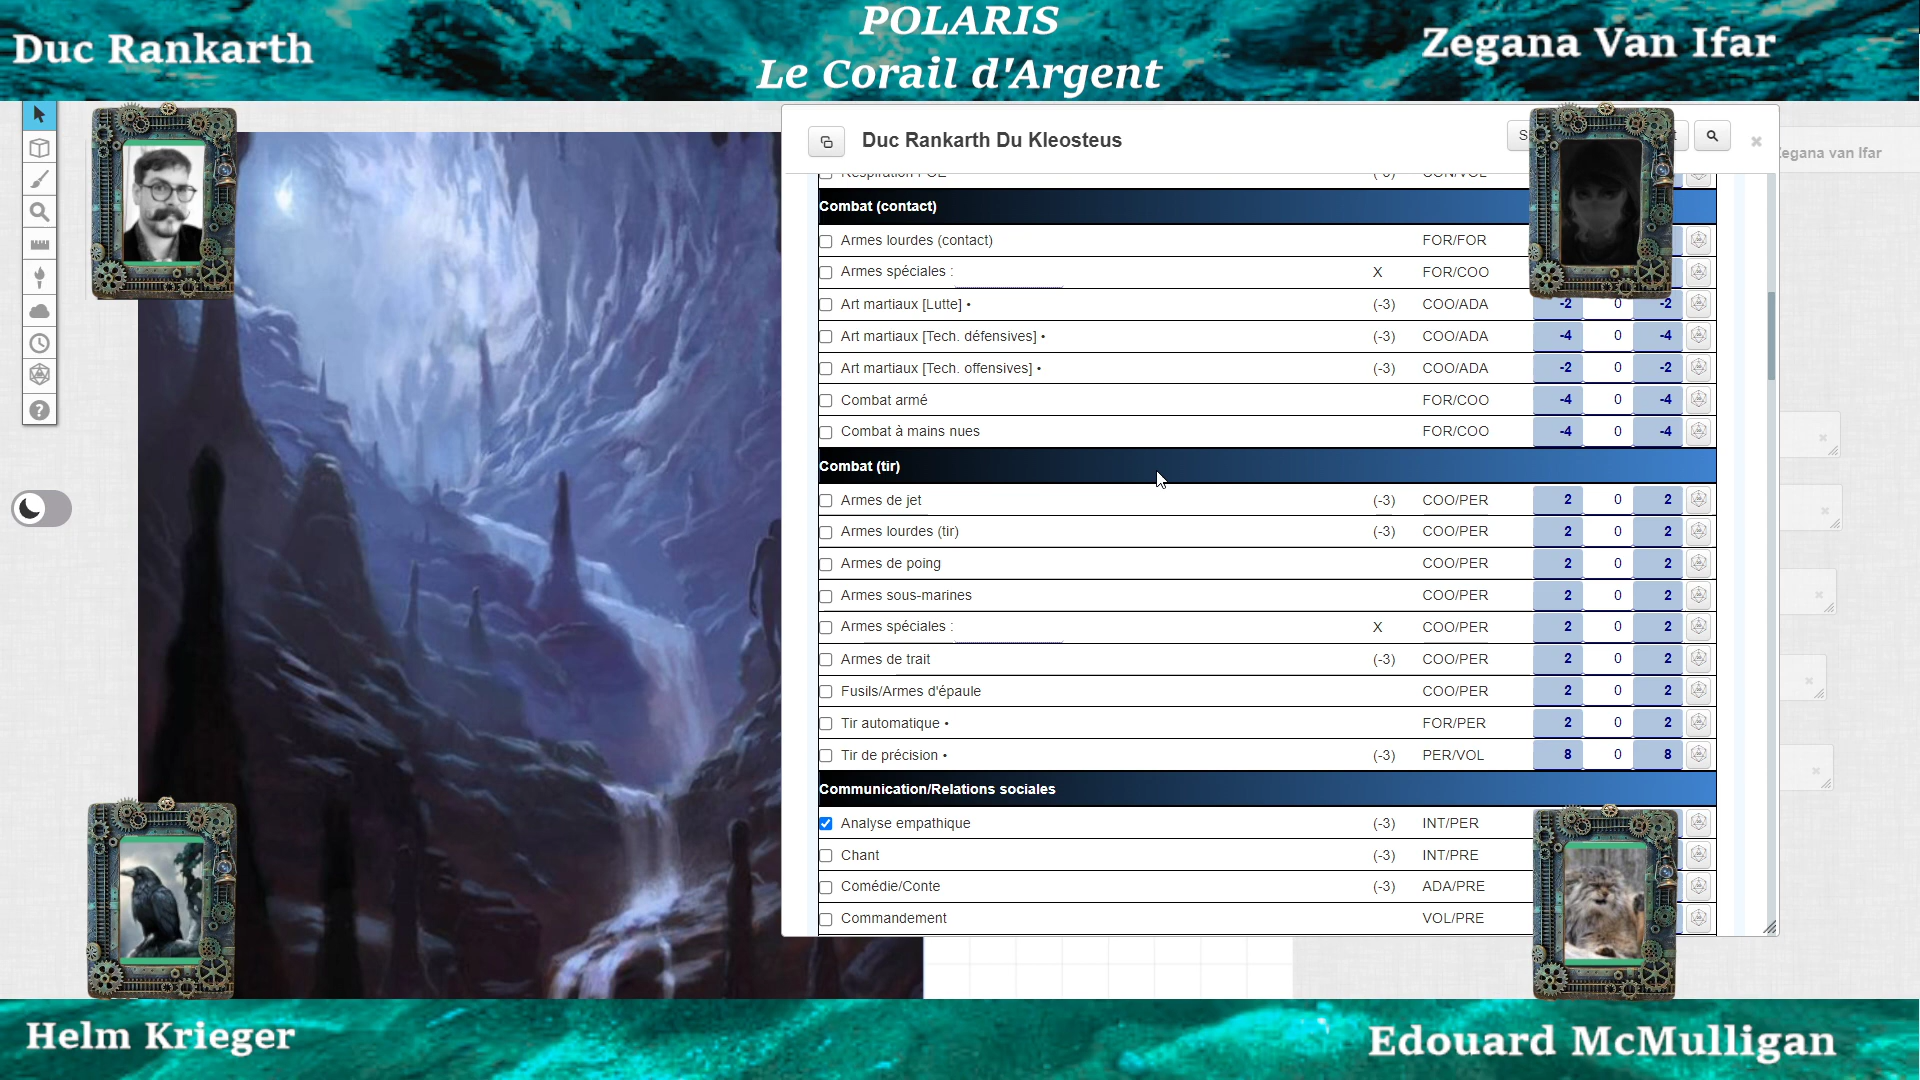 Duc Rankarth
POLARIS
Le Corail d'Argent
Zegana Van Ifar
Duc Rankarth Du Kleosteus
Zegana van Ifar
Combat (contact)
Armes lourdes (contact) FOR/FOR
Armes spéciales : X FOR/COO
Art martiaux [Lutte] • (-3) COO/ADA -2 0 -2
Art martiaux [Tech. défensives] • (-3) COO/ADA -4 0 -4
Art martiaux [Tech. offensives] • (-3) COO/ADA -2 0 -2
Combat armé FOR/COO -4 0 -4
Combat à mains nues FOR/COO -4 0 -4
Combat (tir)
Armes de jet (-3) COO/PER 2 0 2
Armes lourdes (tir) (-3) COO/PER 2 0 2
Armes de poing COO/PER 2 0 2
Armes sous-marines COO/PER 2 0 2
Armes spéciales : X COO/PER 2 0 2
Armes de trait (-3) COO/PER 2 0 2
Fusils/Armes d'épaule COO/PER 2 0 2
Tir automatique • FOR/PER 2 0 2
Tir de précision • (-3) PER/VOL 8 0 8
Communication/Relations sociales
Analyse empathique (-3) INT/PER
Chant (-3) INT/PRE
Comédie/Conte (-3) ADA/PRE
Commandement VOL/PRE
Helm Krieger
Edouard McMulligan